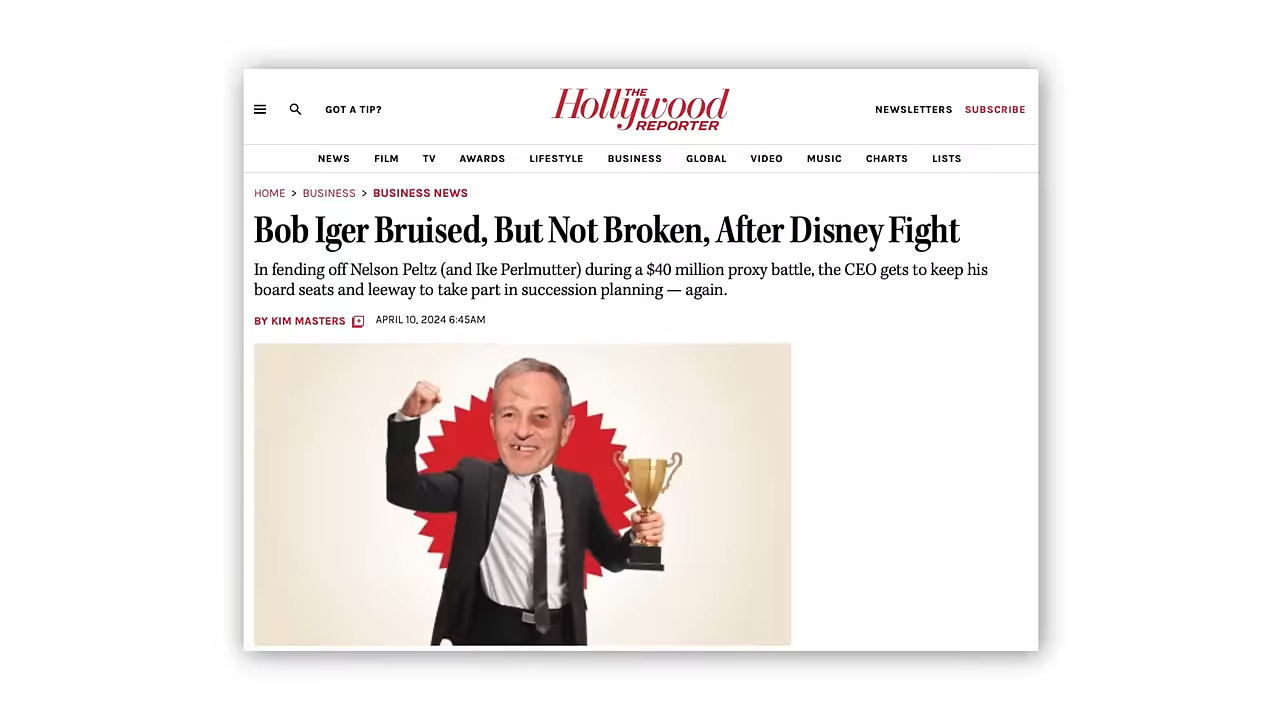 GOT A TIP?
THE
Hollywood
REPORTER
NEWSLETTERS SUBSCRIBE
NEWS FILM TV AWARDS LIFESTYLE BUSINESS GLOBAL VIDEO MUSIC CHARTS LISTS
HOME > BUSINESS > BUSINESS NEWS
Bob Iger Bruised, But Not Broken, After Disney Fight
In fending off Nelson Peltz (and Ike Perlmutter) during a $40 million proxy battle, the CEO gets to keep his
board seats and leeway to take part in succession planning — again.
BY KIM MASTERS APRIL 10, 2024 6:45AM